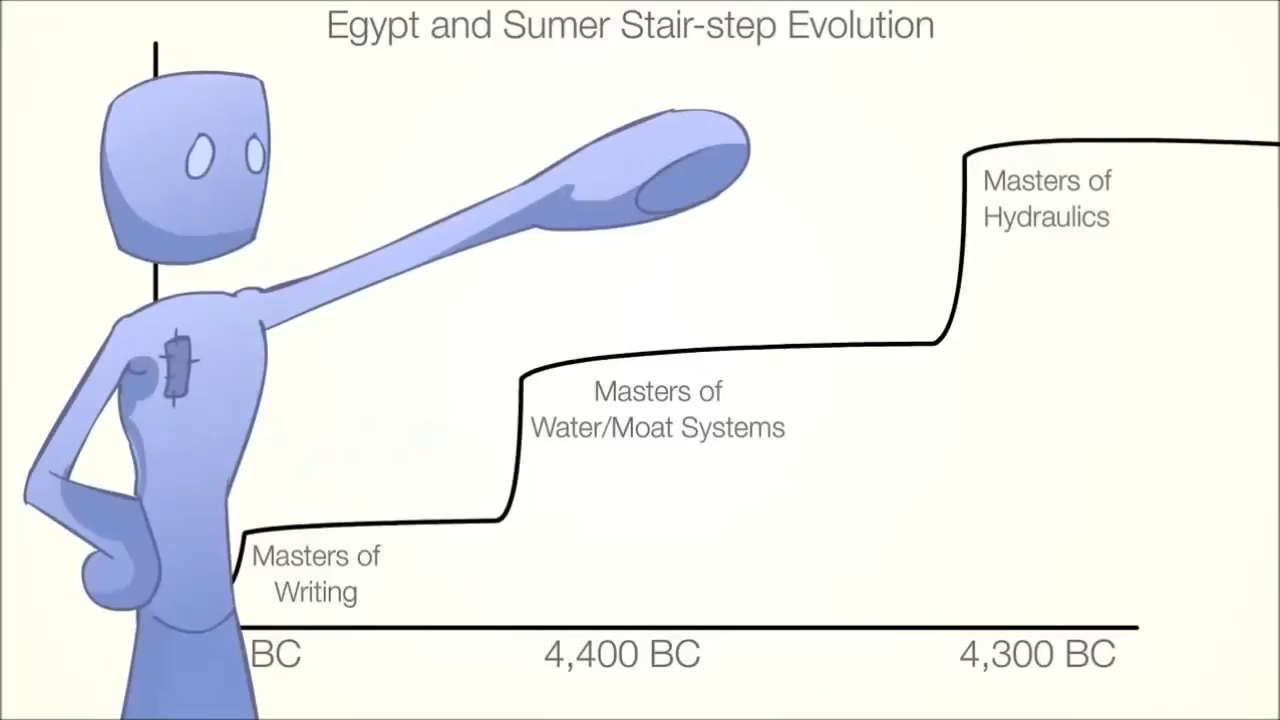 Egypt and Sumer Stair-step Evolution
Masters of
Hydraulics
Masters of
Water/Moat Systems
Masters of
Writing
BC
4,400 BC
4,300 BC